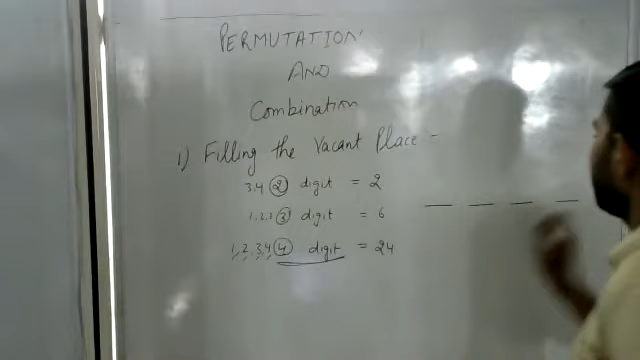 PERMUTATION
AND
Combination
1) Filling the Vacant Place -
3,4 2 digit = 2
1,2,3 3 digit = 6
1,2,3,4 4 digit = 24